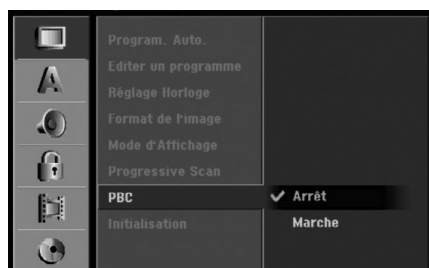 Program. Auto.
Editer un programme
Réglage Horloge
Format de l'image
Mode d'Affichage
Progressive Scan
PBC ✓ Arrêt
Initialisation Marche